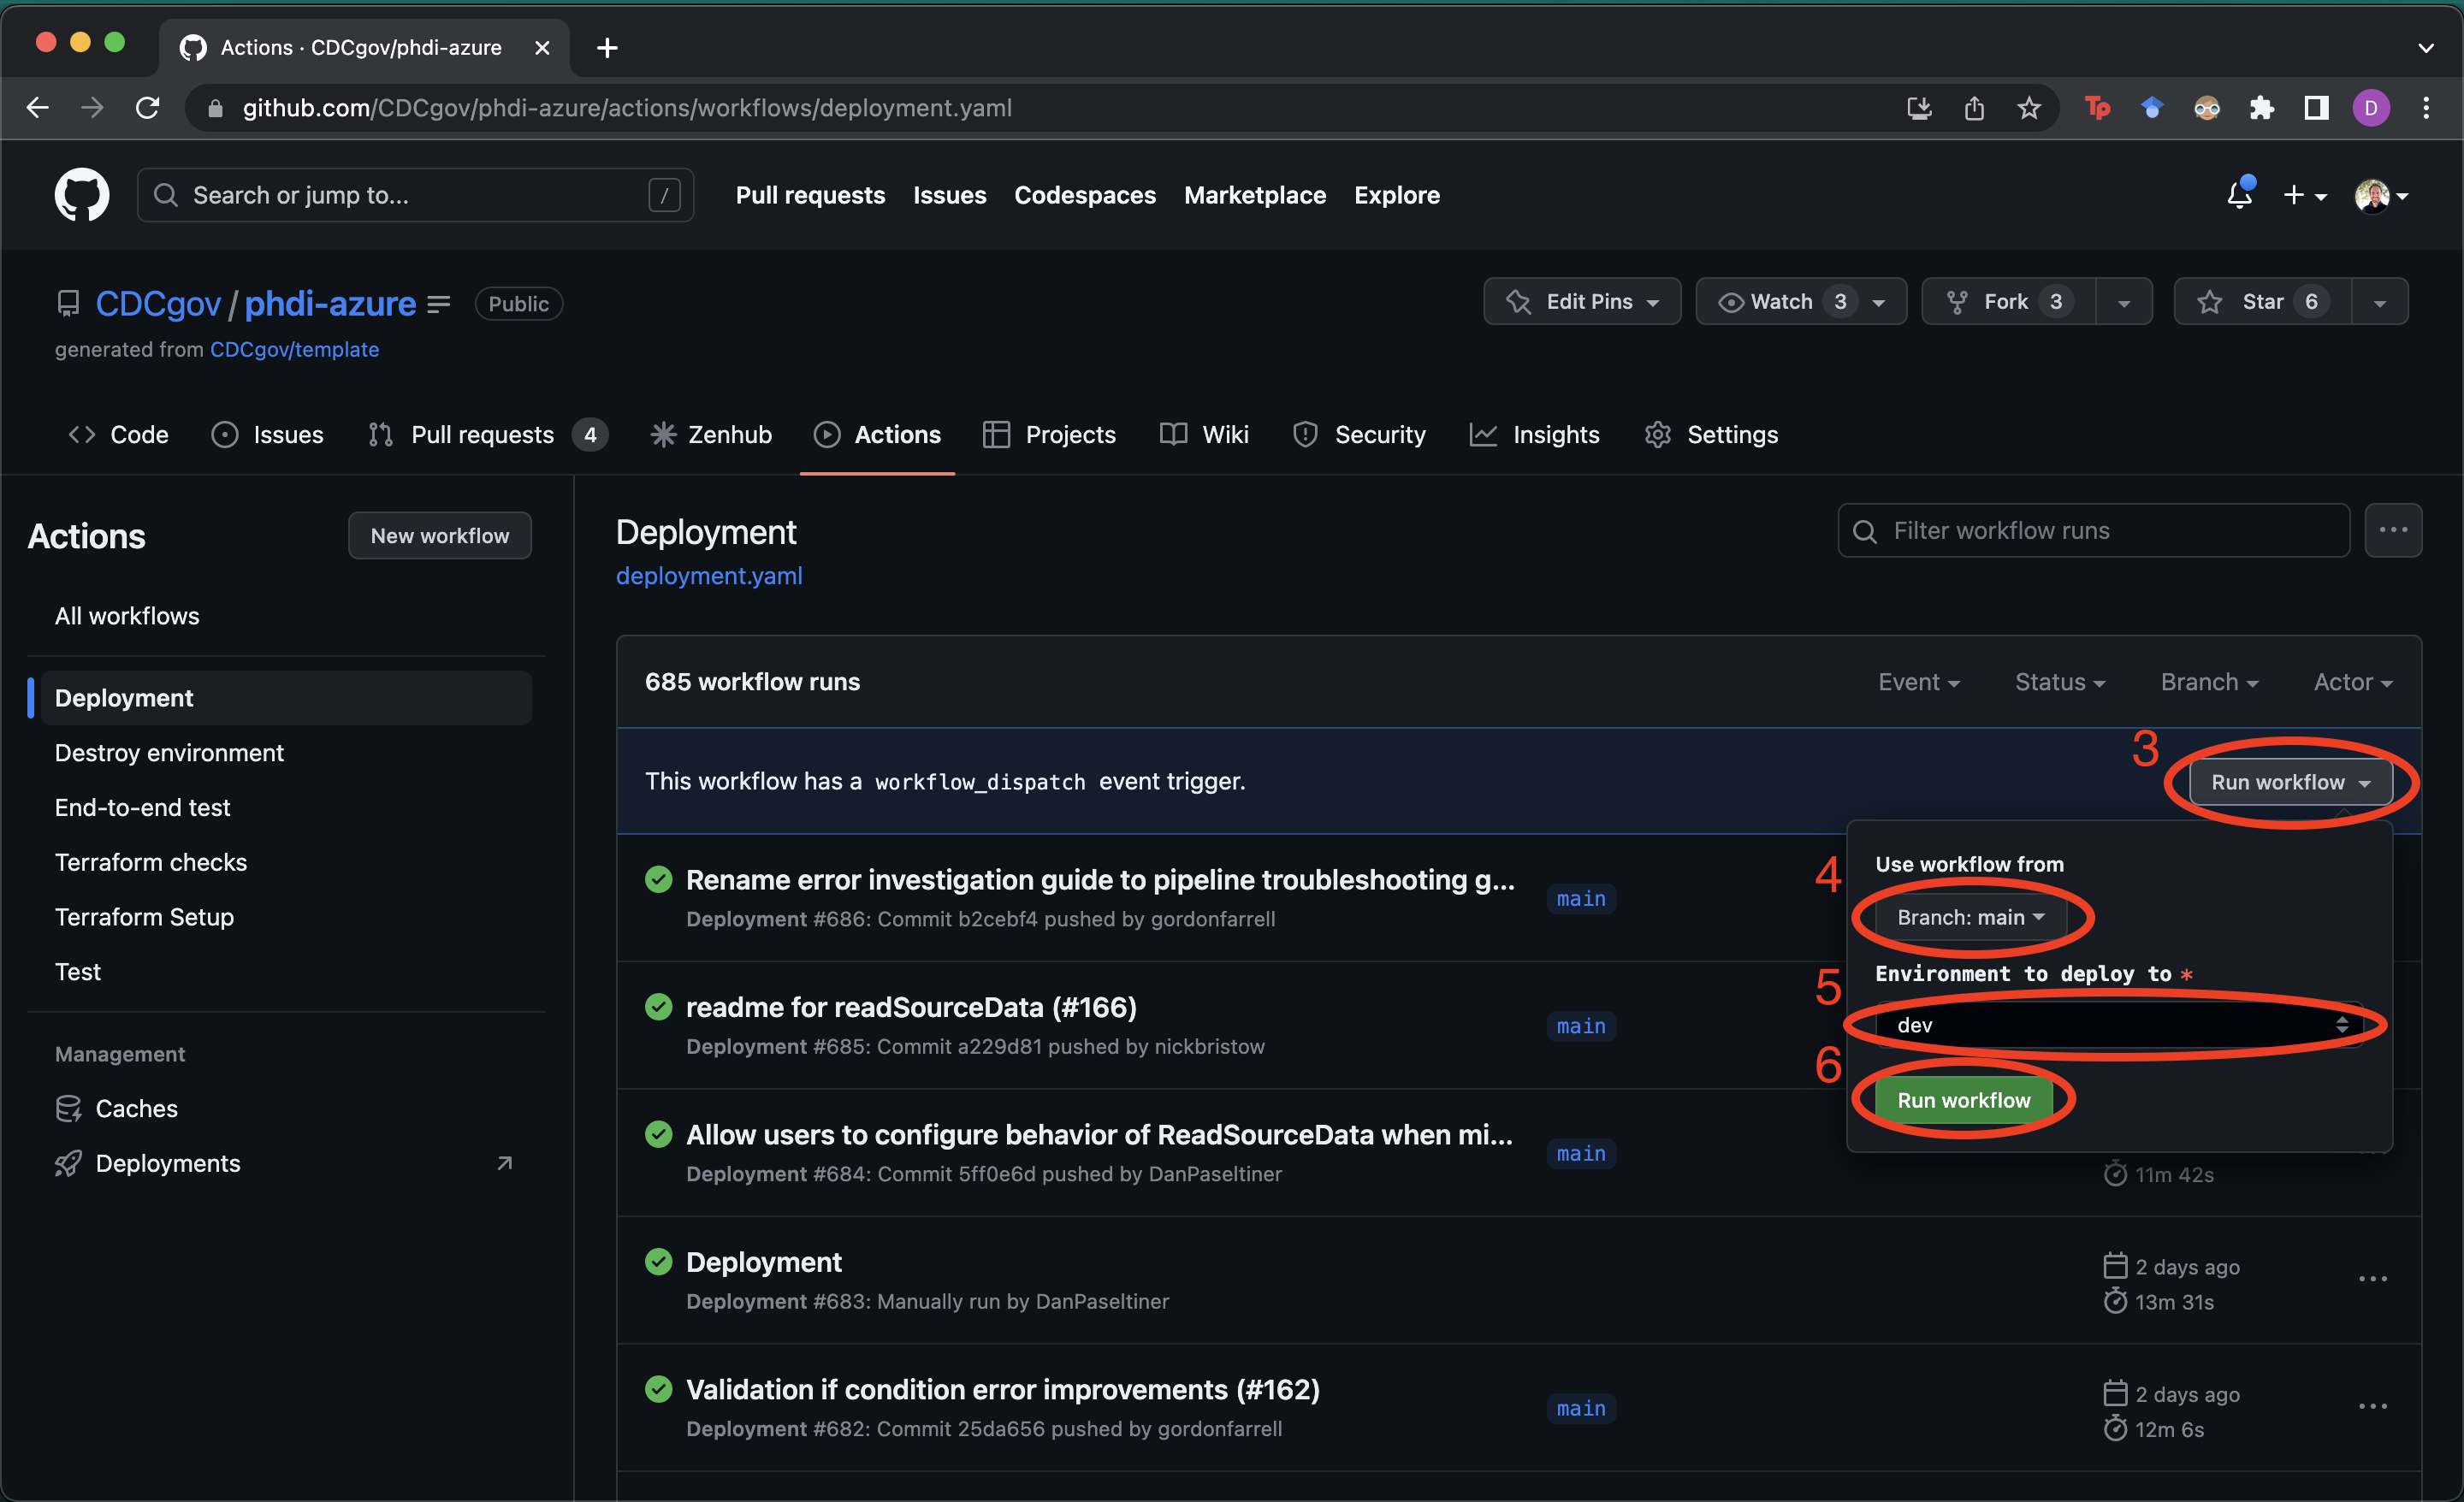 Actions · CDCgov/phdi-azure
github.com/CDCgov/phdi-azure/actions/workflows/deployment.yaml
Tp
D
Search or jump to...
/
Pull requests
Issues
Codespaces
Marketplace
Explore
CDCgov / phdi-azure
Public
Edit Pins
Watch 3
Fork 3
Star 6
generated from CDCgov/template
Code
Issues
Pull requests 4
Zenhub
Actions
Projects
Wiki
Security
Insights
Settings
Actions
New workflow
All workflows
Deployment
Destroy environment
End-to-end test
Terraform checks
Terraform Setup
Test
Management
Caches
Deployments
Deployment
deployment.yaml
Filter workflow runs
685 workflow runs
Event
Status
Branch
Actor
This workflow has a workflow_dispatch event trigger.
3
Run workflow
4
Use workflow from
Branch: main
5
Environment to deploy to *
dev
6
Run workflow
Rename error investigation guide to pipeline troubleshooting g...
main
Deployment #686: Commit b2cebf4 pushed by gordonfarrell
readme for readSourceData (#166)
main
Deployment #685: Commit a229d81 pushed by nickbristow
Allow users to configure behavior of ReadSourceData when mi...
main
Deployment #684: Commit 5ff0e6d pushed by DanPaseltiner
11m 42s
Deployment
Deployment #683: Manually run by DanPaseltiner
2 days ago
13m 31s
Validation if condition error improvements (#162)
main
Deployment #682: Commit 25da656 pushed by gordonfarrell
2 days ago
12m 6s